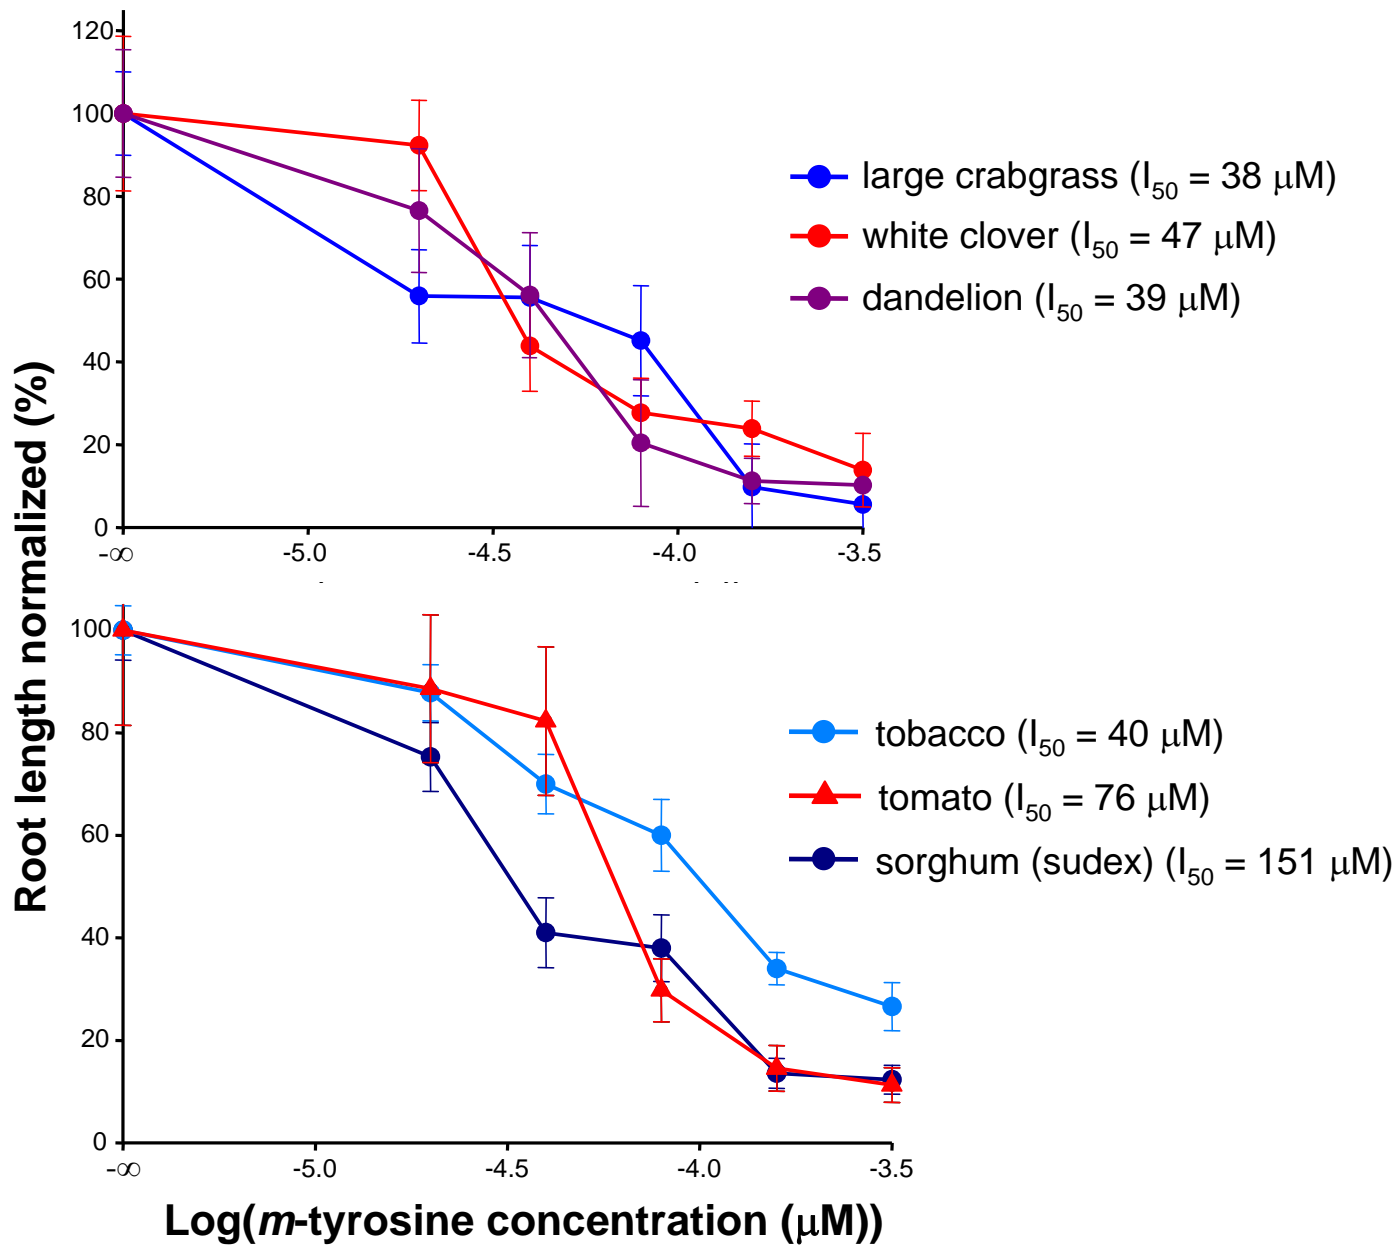 120
100
80
60
40
20
0
-∞
-5.0
-4.5
-4.0
-3.5
large crabgrass (I50 = 38 μM)
white clover (I50 = 47 μM)
dandelion (I50 = 39 μM)
Root length normalized (%)
100
80
60
40
20
0
-∞
-5.0
-4.5
-4.0
-3.5
tobacco (I50 = 40 μM)
tomato (I50 = 76 μM)
sorghum (sudex) (I50 = 151 μM)
Log(m-tyrosine concentration (μM))